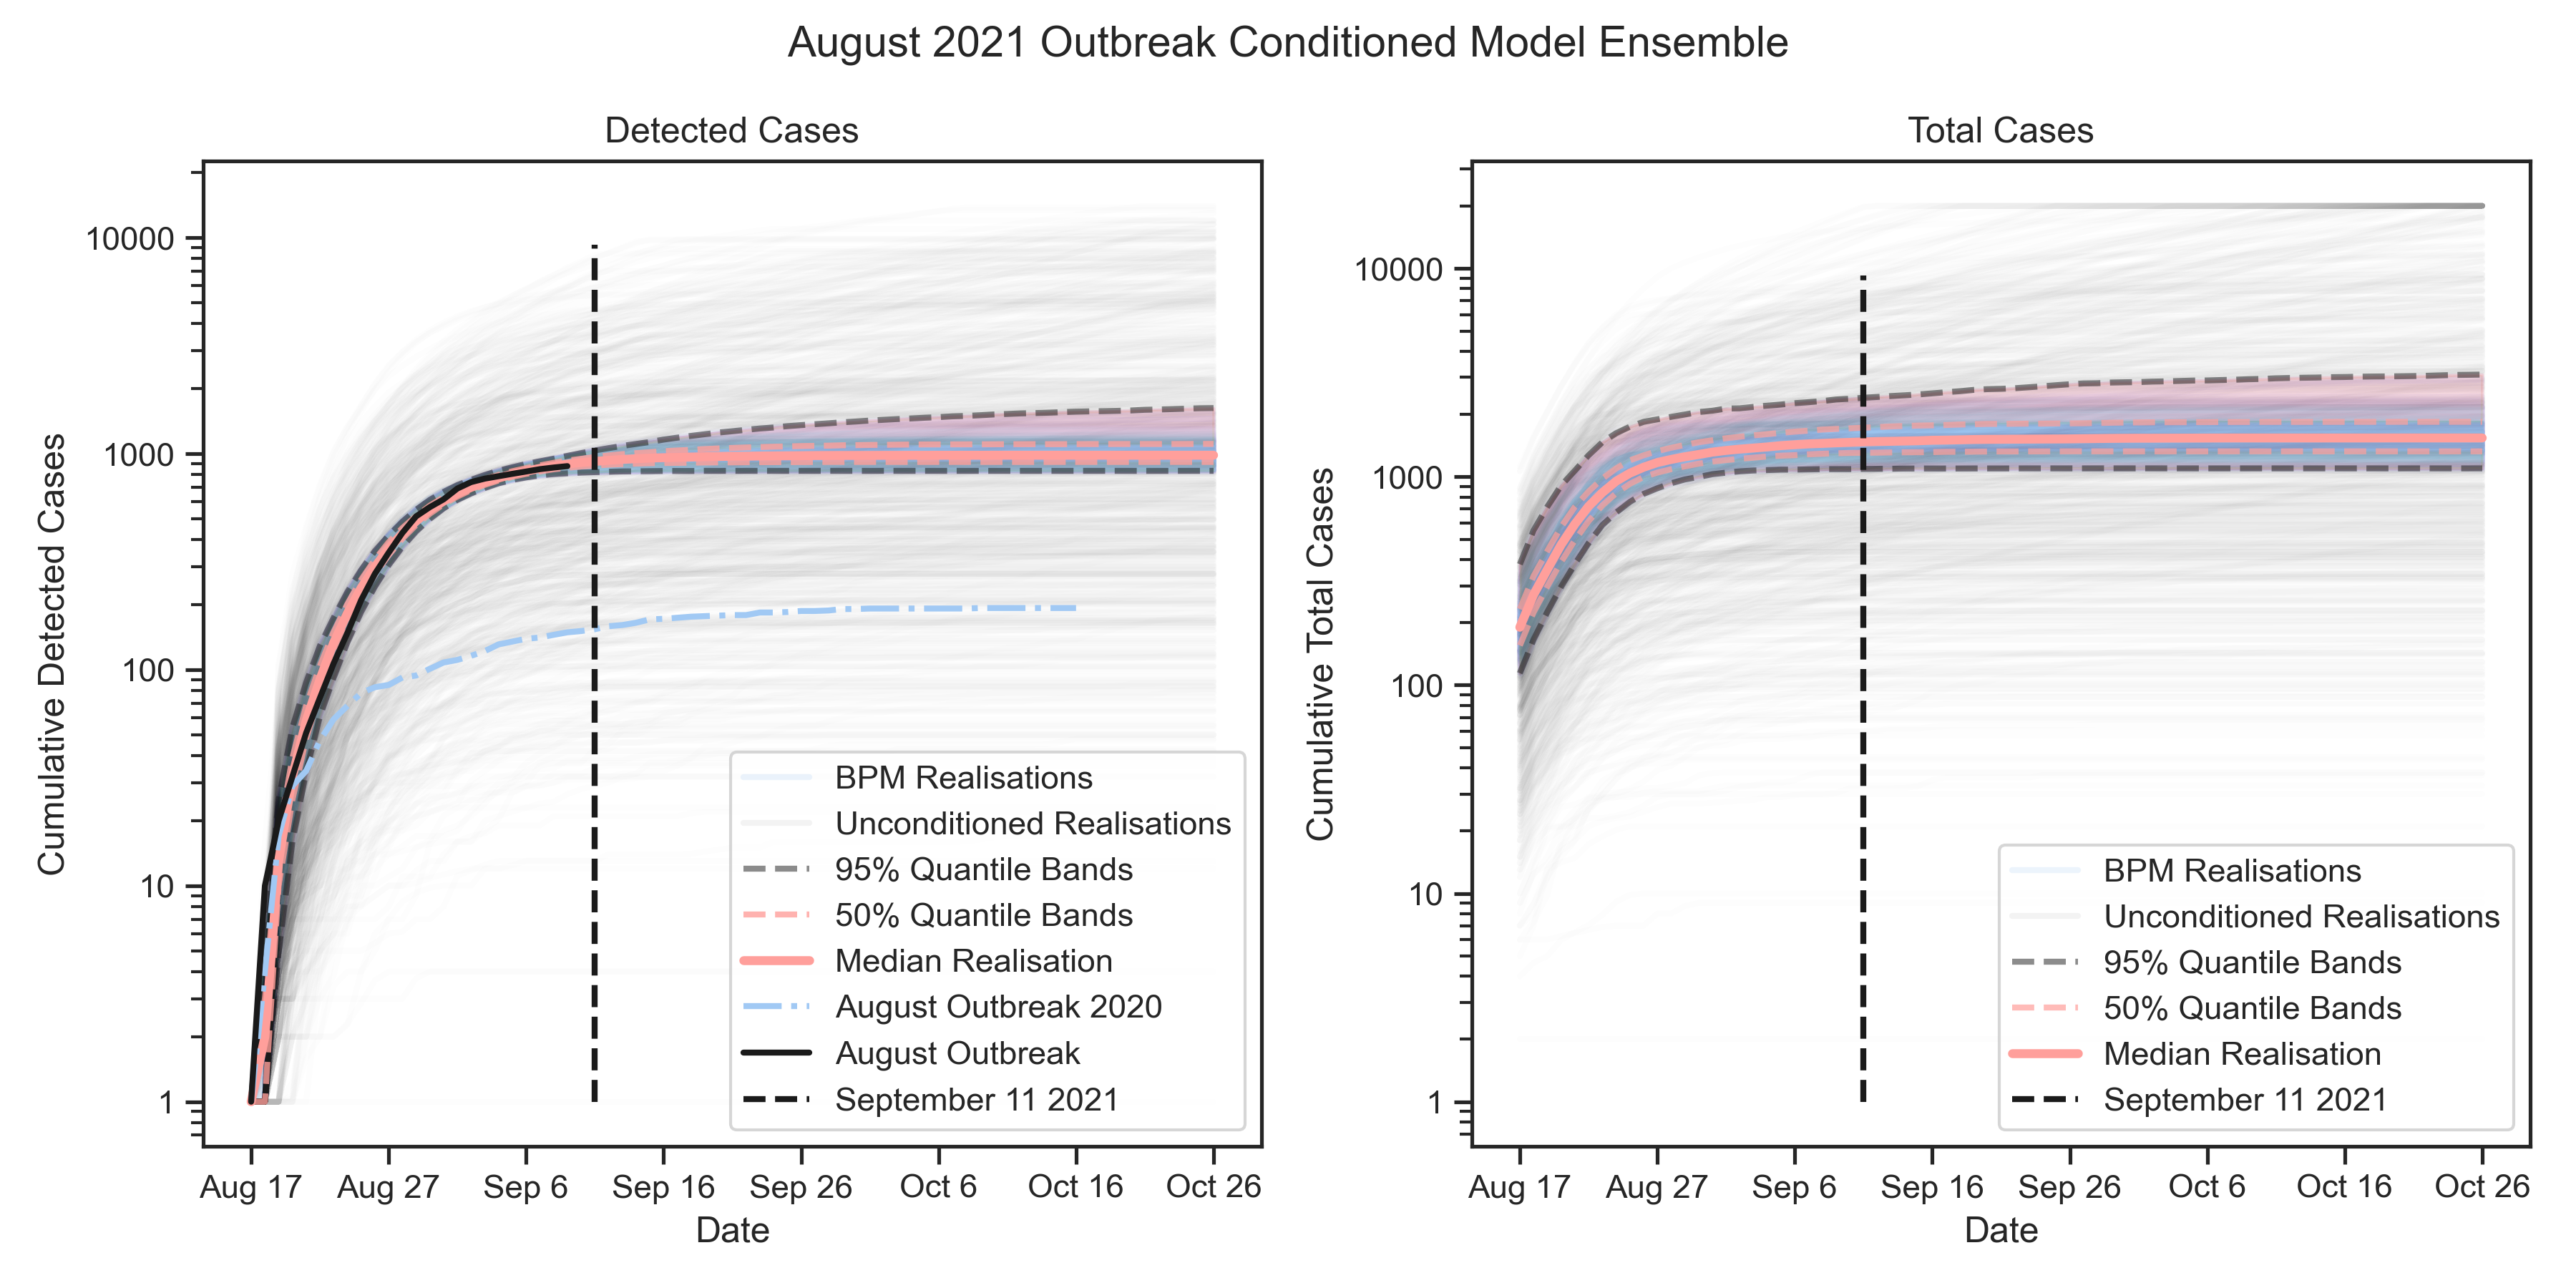 August 2021 Outbreak Conditioned Model Ensemble
Detected Cases
Cumulative Detected Cases
10000
1000
100
10
1
BPM Realisations
Unconditioned Realisations
95% Quantile Bands
50% Quantile Bands
Median Realisation
August Outbreak 2020
August Outbreak
September 11 2021
Aug 17 Aug 27 Sep 6 Sep 16 Sep 26 Oct 6 Oct 16 Oct 26
Date
Total Cases
Cumulative Total Cases
10000
1000
100
10
1
BPM Realisations
Unconditioned Realisations
95% Quantile Bands
50% Quantile Bands
Median Realisation
September 11 2021
Aug 17 Aug 27 Sep 6 Sep 16 Sep 26 Oct 6 Oct 16 Oct 26
Date